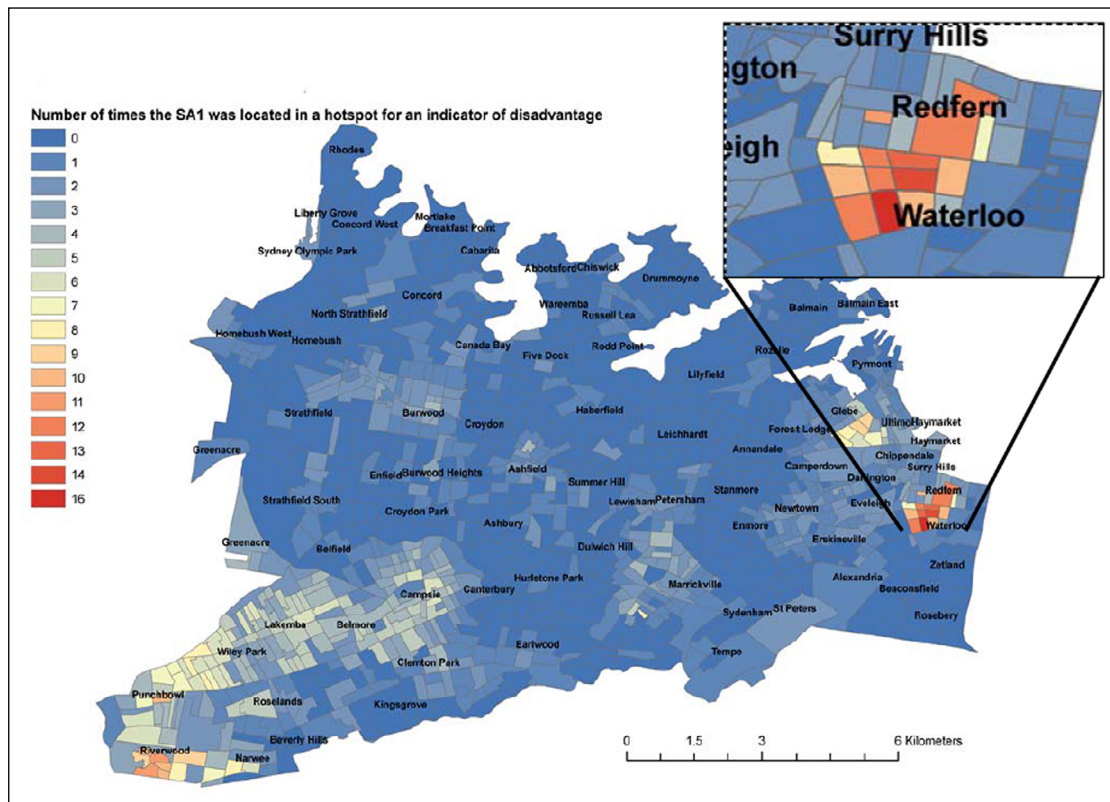 Surry Hills
ngton
Redfern
eigh
Waterloo
Number of times the SA1 was located in a hotspot for an indicator of disadvantage
0
1
2
3
4
5
6
7
8
9
10
11
12
13
14
16
Rhodes
Liberty Grove
Concord West
Mortlake
Breakfast Point
Sydney Olympic Park
Cabarita
Abbotsford
Chiswick
Drummoyne
Concord
Wareemba
Russell Lea
Balmain
Balmain East
North Strathfield
Homebush West
Homebush
Canada Bay
Five Dock
Rodd Point
Rozelle
Pyrmont
Lilyfield
Strathfield
Burwood
Croydon
Haberfield
Glebe
Ultimo
Haymarket
Forest Lodge
Leichhardt
Haymarket
Greenacre
Annandale
Chippendale
Enfield
Burwood Heights
Ashfield
Camperdown
Surry Hills
Summer Hill
Darlington
Strathfield South
Lewisham
Petersham
Stanmore
Redfern
Croydon Park
Newtown
Eveleigh
Ashbury
Enmore
Waterloo
Greenacre
Belfield
Dulwich Hill
Erskineville
Zetland
Hurlstone Park
Marrickville
Alexandria
Campsie
Canterbury
Beaconsfield
Lakemba
Belmore
Sydenham
St Peters
Rosebery
Wiley Park
Earlwood
Tempe
Clemton Park
Punchbowl
Roselands
Kingsgrove
Riverwood
Beverly Hills
Narwee
0 1.5 3 6 Kilometers